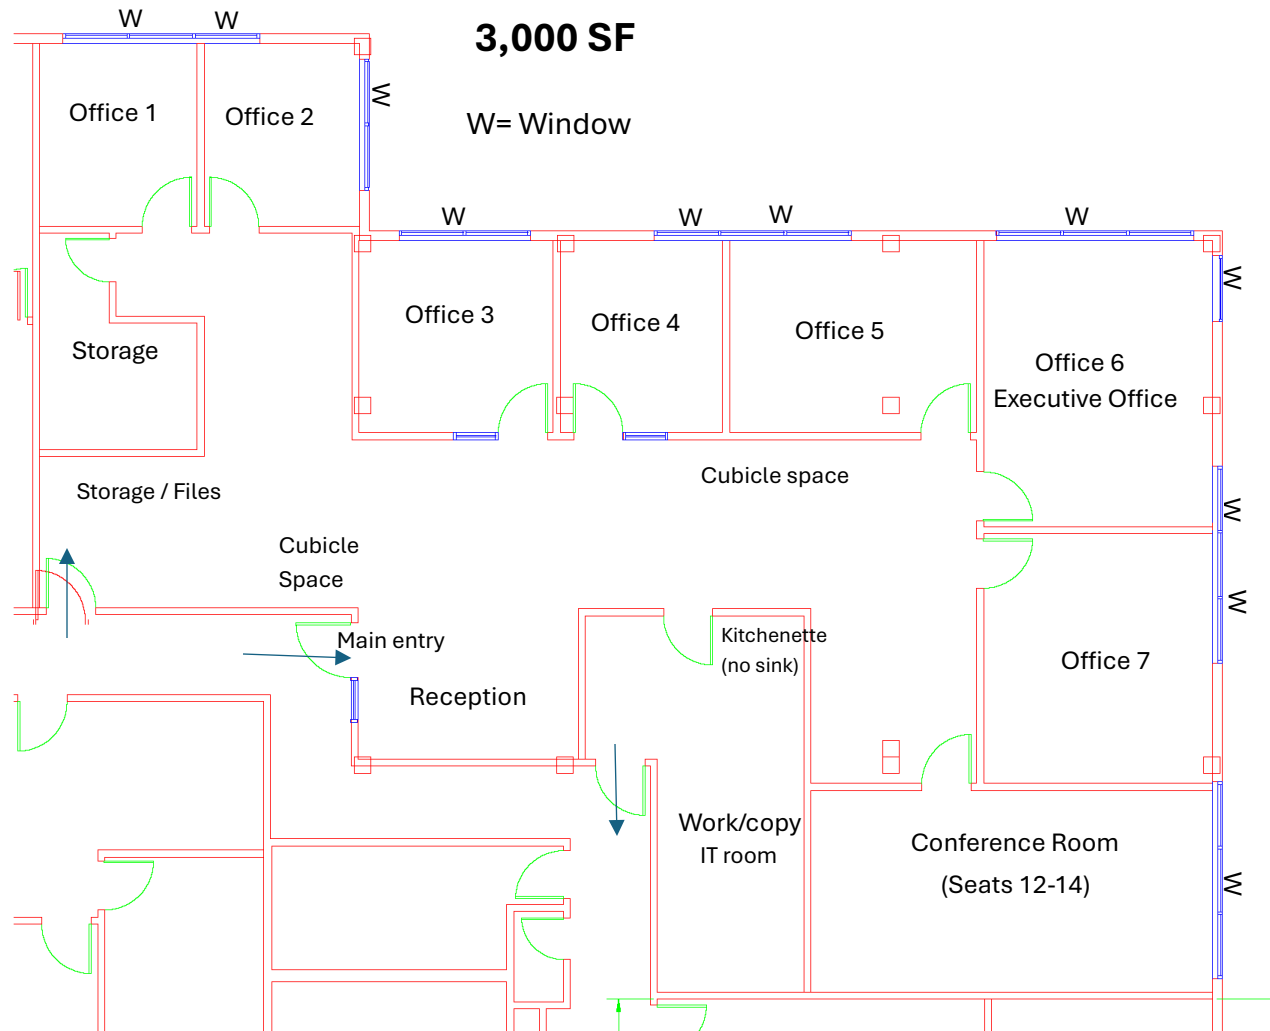 W W
3,000 SF
W
W= Window
Office 1
Office 2
W
W
W
W
Office 3
Office 4
Office 5
W
Office 6
Executive Office
Storage
Cubicle space
Storage / Files
W
Cubicle
Space
W
Main entry
Kitchenette
(no sink)
Reception
Office 7
Work/copy
IT room
Conference Room
(Seats 12-14)
W